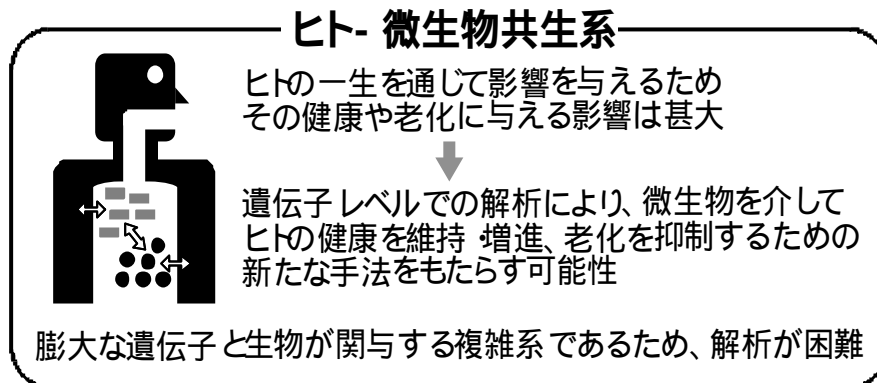 ヒト- 微生物共生系
ヒトの一生を通じて影響を与えるため
その健康や老化に与える影響は甚大
遺伝子レベルでの解析により、微生物を介して
ヒトの健康を維持・増進、老化を抑制するための
新たな手法をもたらす可能性
膨大な遺伝子と生物が関与する複雑系であるため、解析が困難